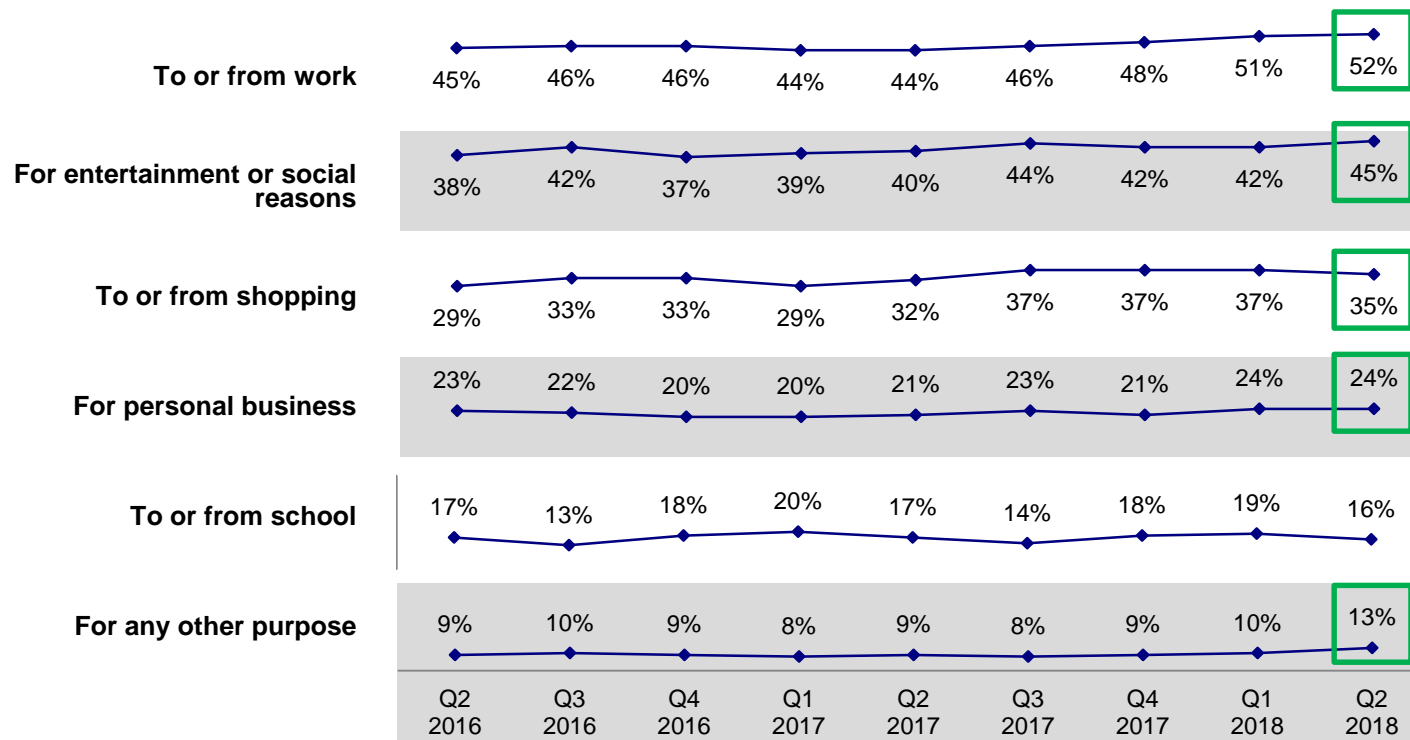 To or from work
45% 46% 46% 44% 44% 46% 48% 51% 52%
For entertainment or social
reasons
38% 42% 37% 39% 40% 44% 42% 42% 45%
To or from shopping
29% 33% 33% 29% 32% 37% 37% 37% 35%
For personal business
23% 22% 20% 20% 21% 23% 21% 24% 24%
To or from school
17% 13% 18% 20% 17% 14% 18% 19% 16%
For any other purpose
9% 10% 9% 8% 9% 8% 9% 10% 13%
Q2 Q3 Q4 Q1 Q2 Q3 Q4 Q1 Q2
2016 2016 2016 2017 2017 2017 2017 2018 2018